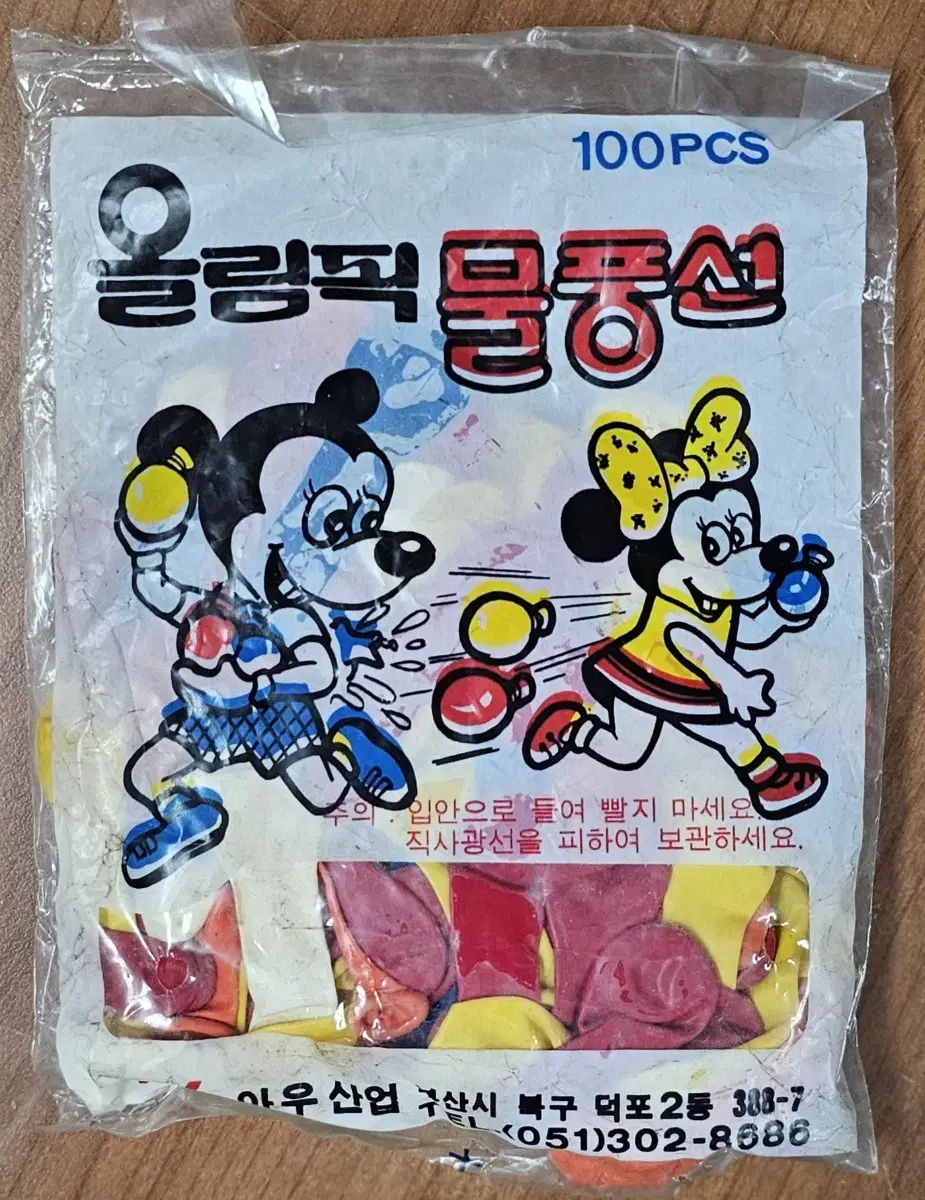 100PCS
올림픽 물풍선
주의 : 입안으로 들여 빨지 마세요.
직사광선을 피하여 보관하세요.
우산업 부산시 북구 덕포2동 388-7
(051)302-8686